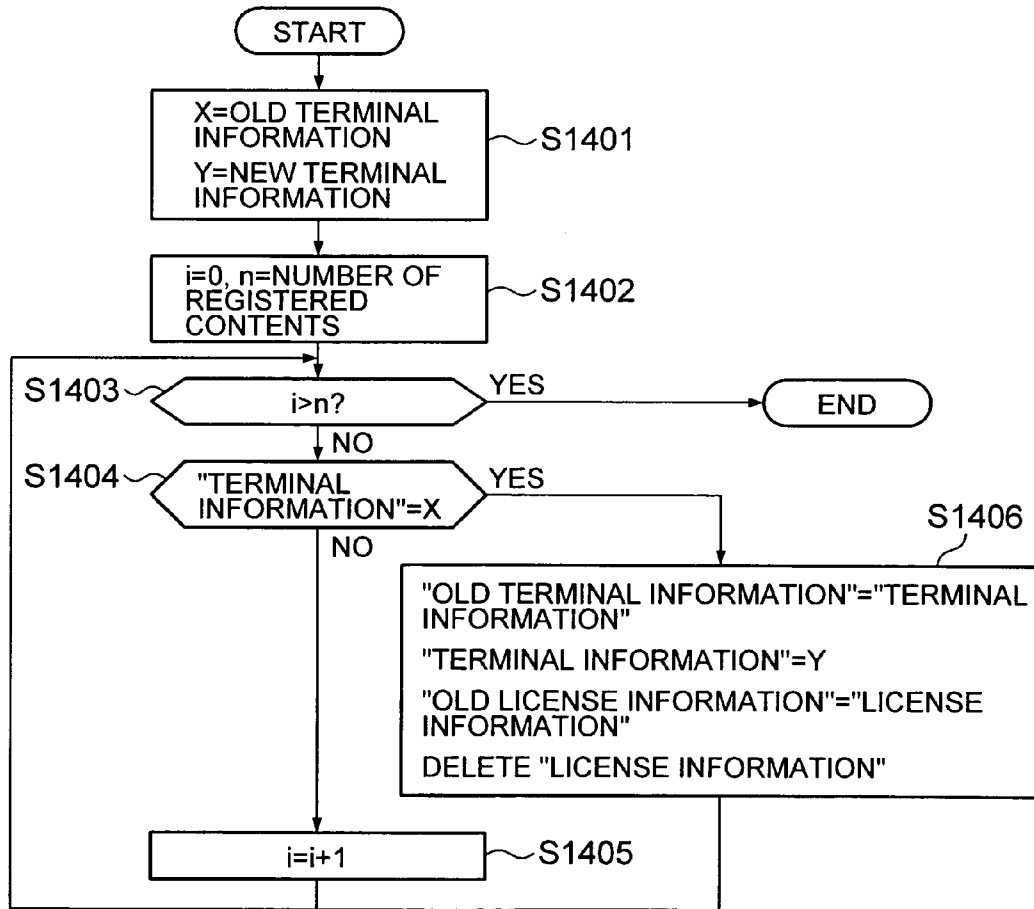 START
X=OLD TERMINAL
INFORMATION
Y=NEW TERMINAL
INFORMATION
S1401
i=0, n=NUMBER OF
REGISTERED
CONTENTS
S1402
S1403
i>n?
YES
END
NO
S1404
"TERMINAL
INFORMATION"=X
YES
NO
S1406
"OLD TERMINAL INFORMATION"="TERMINAL
INFORMATION"
"TERMINAL INFORMATION"=Y
"OLD LICENSE INFORMATION"="LICENSE
INFORMATION"
DELETE "LICENSE INFORMATION"
i=i+1
S1405